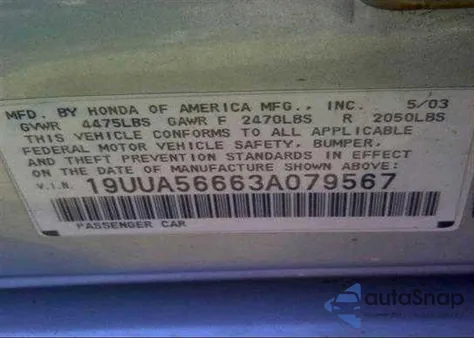 MFD. BY HONDA OF AMERICA MFG., INC. 5/03
GVWR 4475LBS GAWR F 2470LBS R 2050LBS
THIS VEHICLE CONFORMS TO ALL APPLICABLE
FEDERAL MOTOR VEHICLE SAFETY, BUMPER,
AND THEFT PREVENTION STANDARDS IN EFFECT
ON THE DATE OF MANUFACTURE SHOWN ABOVE.
V.I.N. 19UUA56663A079567
PASSENGER CAR
autoSnap